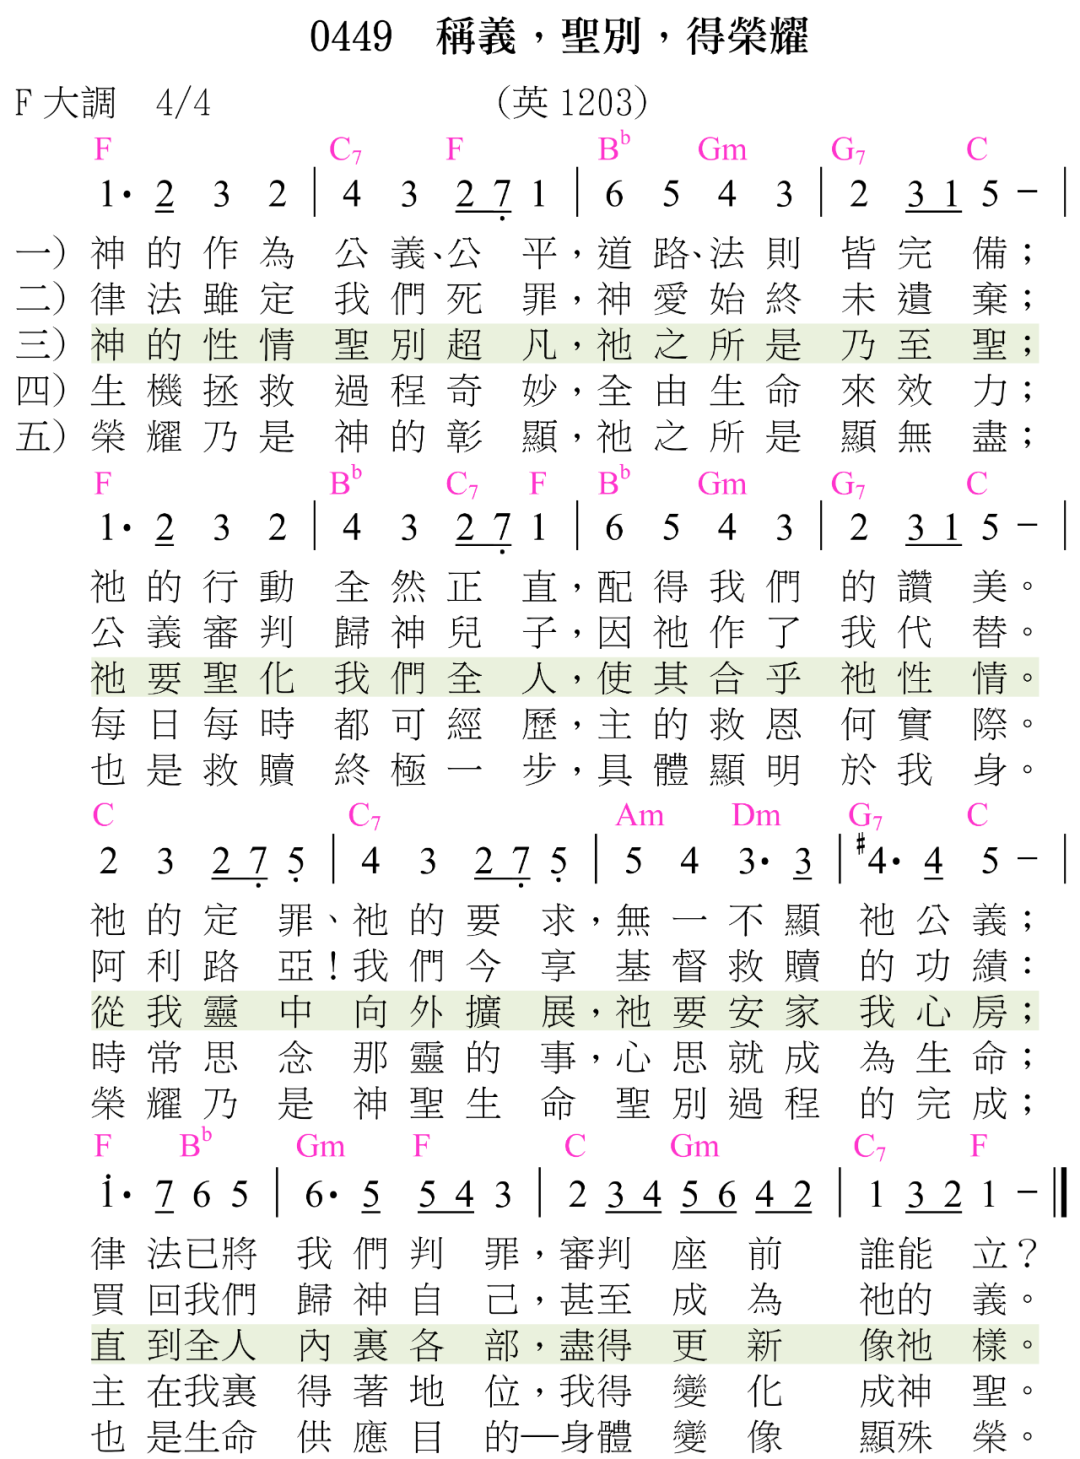 0449　稱義，聖別，得榮耀
F 大調　4/4　（英 1203）
F C7 F Bb Gm G7 C
1· 2 3 2 | 4 3 2 7̣ 1 | 6 5 4 3 | 2 3 1 5 − |
一）神的作為公義、公平，道路、法則皆完備；
二）律法雖定我們死罪，神愛始終未遺棄；
三）神的性情聖別超凡，祂之所是乃至聖；
四）生機拯救過程奇妙，全由生命來效力；
五）榮耀乃是神的彰顯，祂之所是顯無盡；
F Bb C7 F Bb Gm G7 C
1· 2 3 2 | 4 3 2 7̣ 1 | 6 5 4 3 | 2 3 1 5 − |
祂的行動全然正直，配得我們的讚美。
公義審判歸神兒子，因祂作了我代替。
祂要聖化我們全人，使其合乎祂性情。
每日每時都可經歷，主的救恩何實際。
也是救贖終極一步，具體顯明於我身。
C C7 Am Dm G7 C
2 3 2 7̣ 5̣ | 4 3 2 7̣ 5̣ | 5 4 3· 3 | #4· 4 5 − |
祂的定罪、祂的要求，無一不顯祂公義；
阿利路亞！我們今享基督救贖的功績：
從我靈中向外擴展，祂要安家我心房；
時常思念那靈的事，心思就成為生命；
榮耀乃是神聖生命聖別過程的完成；
F Bb Gm F C Gm C7 F
1̇· 7 6 5 | 6· 5 5 4 3 | 2 3 4 5 6 4 2 | 1 3 2 1 − ‖
律法已將我們判罪，審判座前誰能立？
買回我們歸神自己，甚至成為祂的義。
直到全人內裏各部，盡得更新像祂樣。
主在我裏得著地位，我得變化成神聖。
也是生命供應目的—身體變像顯殊榮。